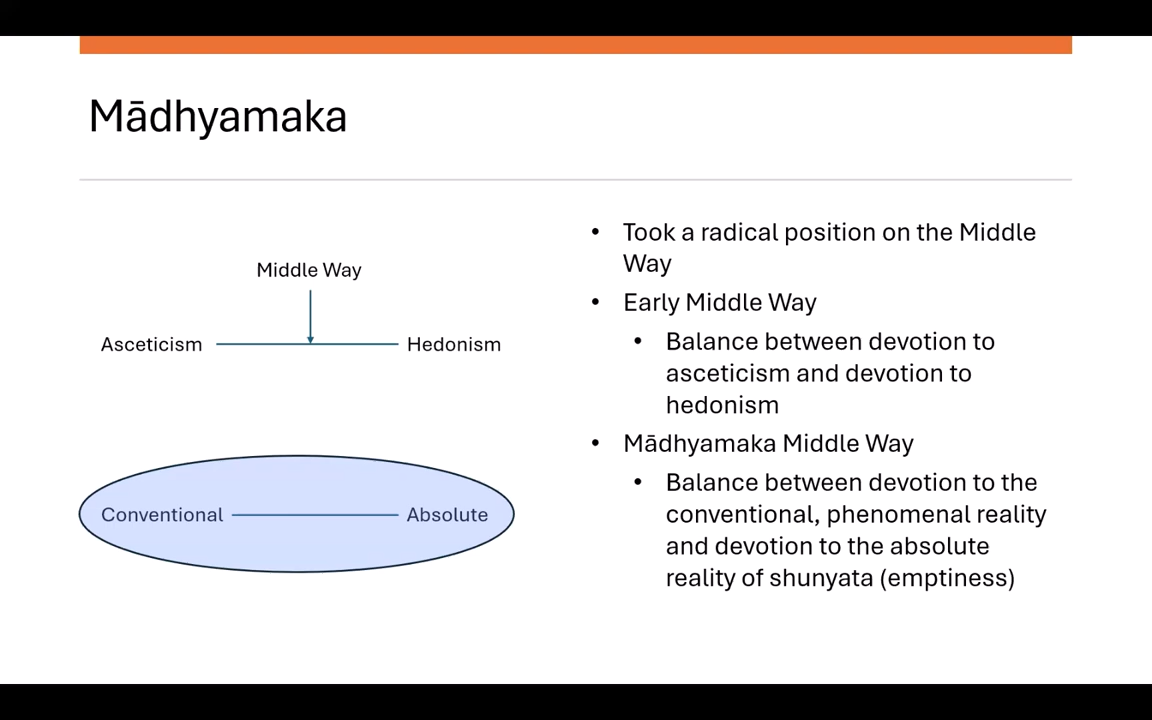 Mādhyamaka
Middle Way
Asceticism
Hedonism
Conventional
Absolute
• Took a radical position on the Middle
Way
• Early Middle Way
• Balance between devotion to
asceticism and devotion to
hedonism
• Mādhyamaka Middle Way
• Balance between devotion to the
conventional, phenomenal reality
and devotion to the absolute
reality of shunyata (emptiness)